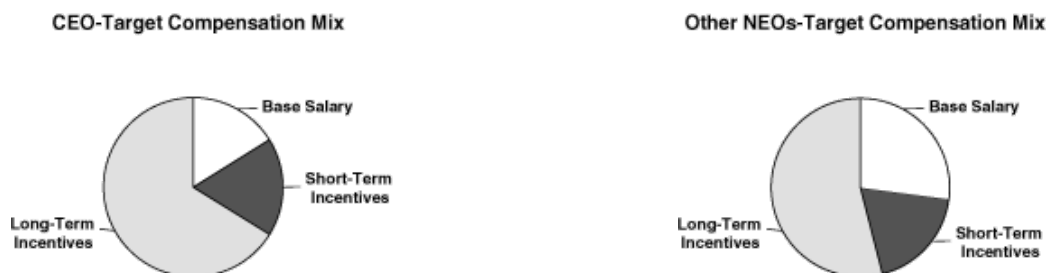 CEO-Target Compensation Mix
Base Salary
Short-Term
Incentives
Long-Term
Incentives
Other NEOs-Target Compensation Mix
Base Salary
Short-Term
Incentives
Long-Term
Incentives